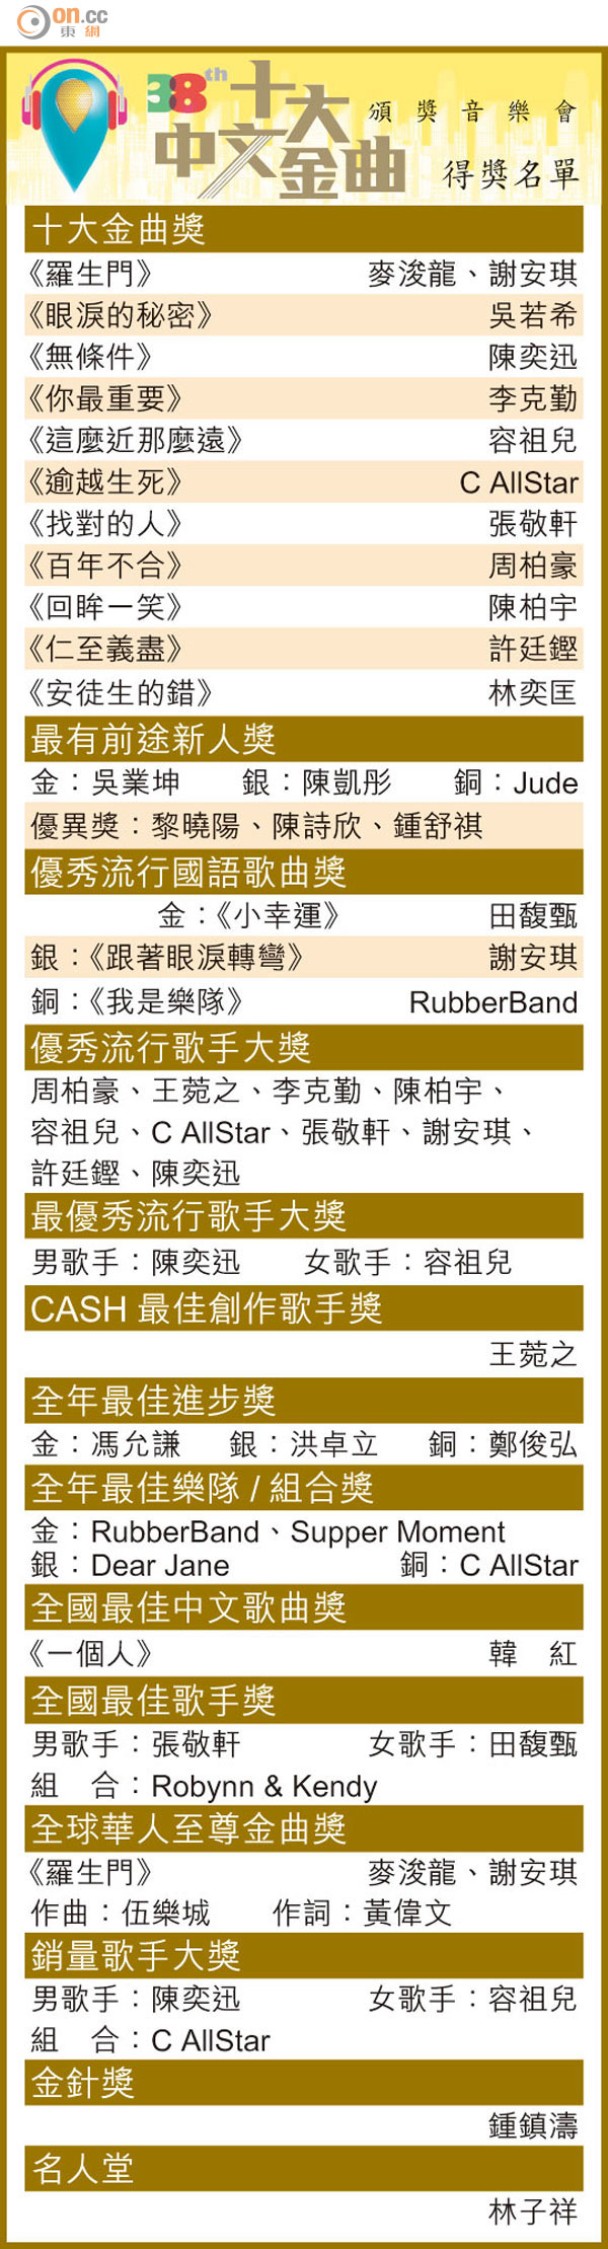 on.cc
東網
38th 十大中文金曲
頒獎音樂會
得獎名單
十大金曲獎
《羅生門》 麥浚龍、謝安琪
《眼淚的秘密》 吳若希
《無條件》 陳奕迅
《你最重要》 李克勤
《這麼近那麼遠》 容祖兒
《逾越生死》 C AllStar
《找對的人》 張敬軒
《百年不合》 周柏豪
《回眸一笑》 陳柏宇
《仁至義盡》 許廷鏗
《安徒生的錯》 林奕匡
最有前途新人獎
金：吳業坤 銀：陳凱彤 銅：Jude
優異獎：黎曉陽、陳詩欣、鍾舒祺
優秀流行國語歌曲獎
金：《小幸運》 田馥甄
銀：《跟著眼淚轉彎》 謝安琪
銅：《我是樂隊》 RubberBand
優秀流行歌手大獎
周柏豪、王菀之、李克勤、陳柏宇、
容祖兒、C AllStar、張敬軒、謝安琪、
許廷鏗、陳奕迅
最優秀流行歌手大獎
男歌手：陳奕迅 女歌手：容祖兒
CASH 最佳創作歌手獎
王菀之
全年最佳進步獎
金：馮允謙 銀：洪卓立 銅：鄭俊弘
全年最佳樂隊 / 組合獎
金：RubberBand、Supper Moment
銀：Dear Jane 銅：C AllStar
全國最佳中文歌曲獎
《一個人》 韓　紅
全國最佳歌手獎
男歌手：張敬軒 女歌手：田馥甄
組　合：Robynn & Kendy
全球華人至尊金曲獎
《羅生門》 麥浚龍、謝安琪
作曲：伍樂城 作詞：黃偉文
銷量歌手大獎
男歌手：陳奕迅 女歌手：容祖兒
組　合：C AllStar
金針獎
鍾鎮濤
名人堂
林子祥